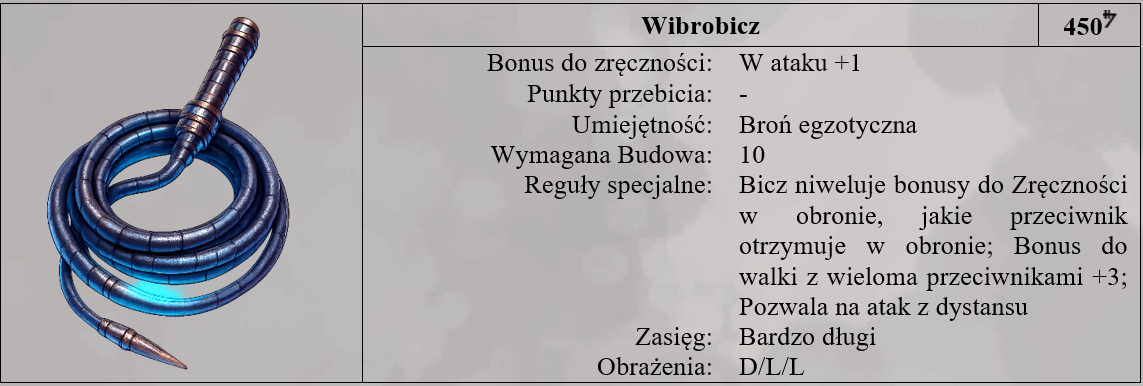 Wibrobicz 450
Bonus do zręczności: W ataku +1
Punkty przebicia: -
Umiejętność: Broń egzotyczna
Wymagana Budowa: 10
Reguły specjalne: Bicz niweluje bonusy do Zręczności
w obronie, jakie przeciwnik
otrzymuje w obronie; Bonus do
walki z wieloma przeciwnikami +3;
Pozwala na atak z dystansu
Zasięg: Bardzo długi
Obrażenia: D/L/L